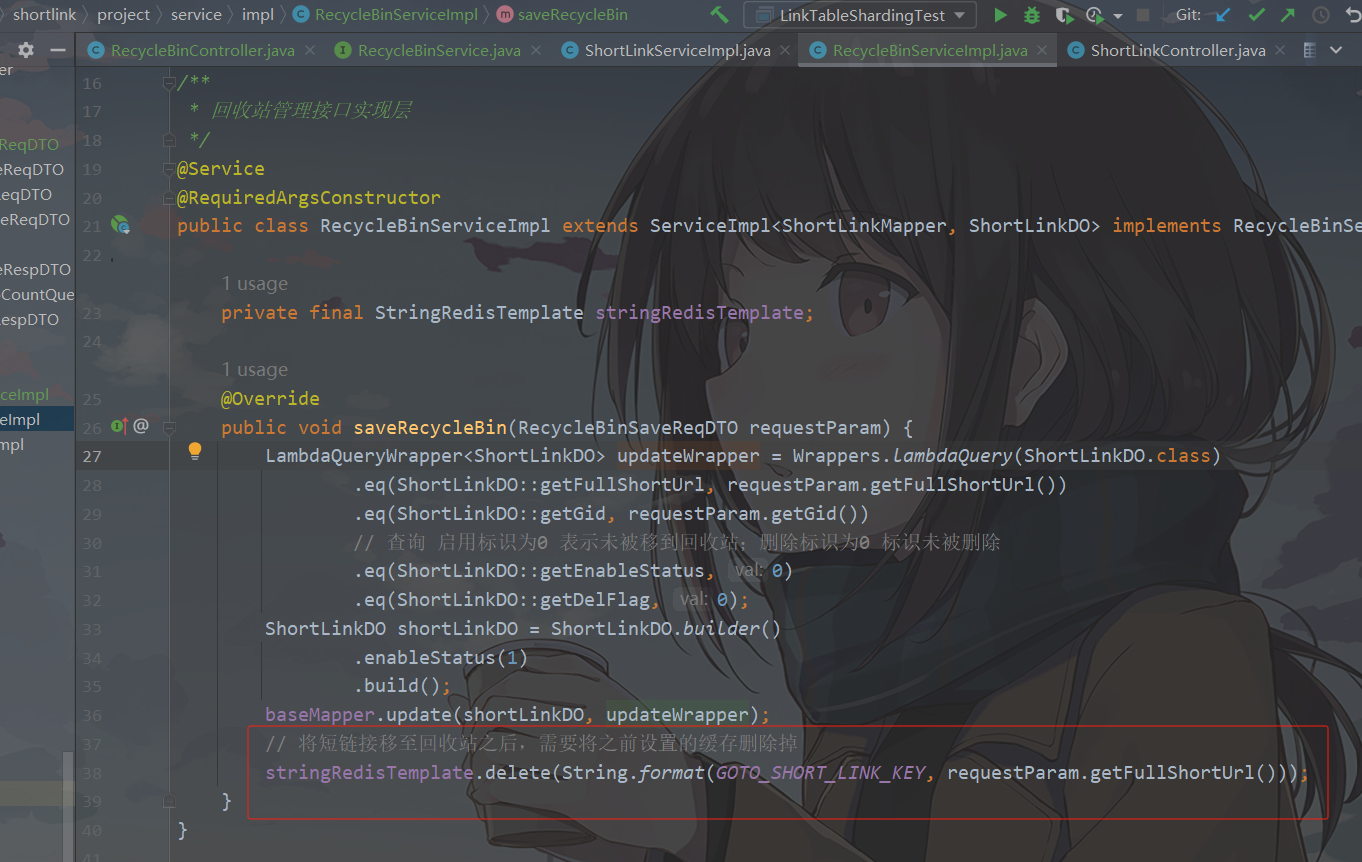 shortlink project service impl RecycleBinServiceImpl saveRecycleBin LinkTableShardingTest Git:
RecycleBinController.java RecycleBinService.java ShortLinkServiceImpl.java RecycleBinServiceImpl.java ShortLinkController.java
er
ReqDTO
eReqDTO
eqDTO
eReqDTO
eRespDTO
oCountQue
espDTO
ceImpl
eImpl
mpl
16 /**
17 * 回收站管理接口实现层
18 */
19 @Service
20 @RequiredArgsConstructor
21 public class RecycleBinServiceImpl extends ServiceImpl<ShortLinkMapper, ShortLinkDO> implements RecycleBinSe
22
1 usage
23 private final StringRedisTemplate stringRedisTemplate;
24
1 usage
25 @Override
26 public void saveRecycleBin(RecycleBinSaveReqDTO requestParam) {
27 LambdaQueryWrapper<ShortLinkDO> updateWrapper = Wrappers.lambdaQuery(ShortLinkDO.class)
28 .eq(ShortLinkDO::getFullShortUrl, requestParam.getFullShortUrl())
29 .eq(ShortLinkDO::getGid, requestParam.getGid())
30 // 查询 启用标识为0 表示未被移到回收站；删除标识为0 标识未被删除
31 .eq(ShortLinkDO::getEnableStatus, val: 0)
32 .eq(ShortLinkDO::getDelFlag, val: 0);
33 ShortLinkDO shortLinkDO = ShortLinkDO.builder()
34 .enableStatus(1)
35 .build();
36 baseMapper.update(shortLinkDO, updateWrapper);
37 // 将短链接移至回收站之后，需要将之前设置的缓存删除掉
38 stringRedisTemplate.delete(String.format(GOTO_SHORT_LINK_KEY, requestParam.getFullShortUrl()));
39 }
40 }
41